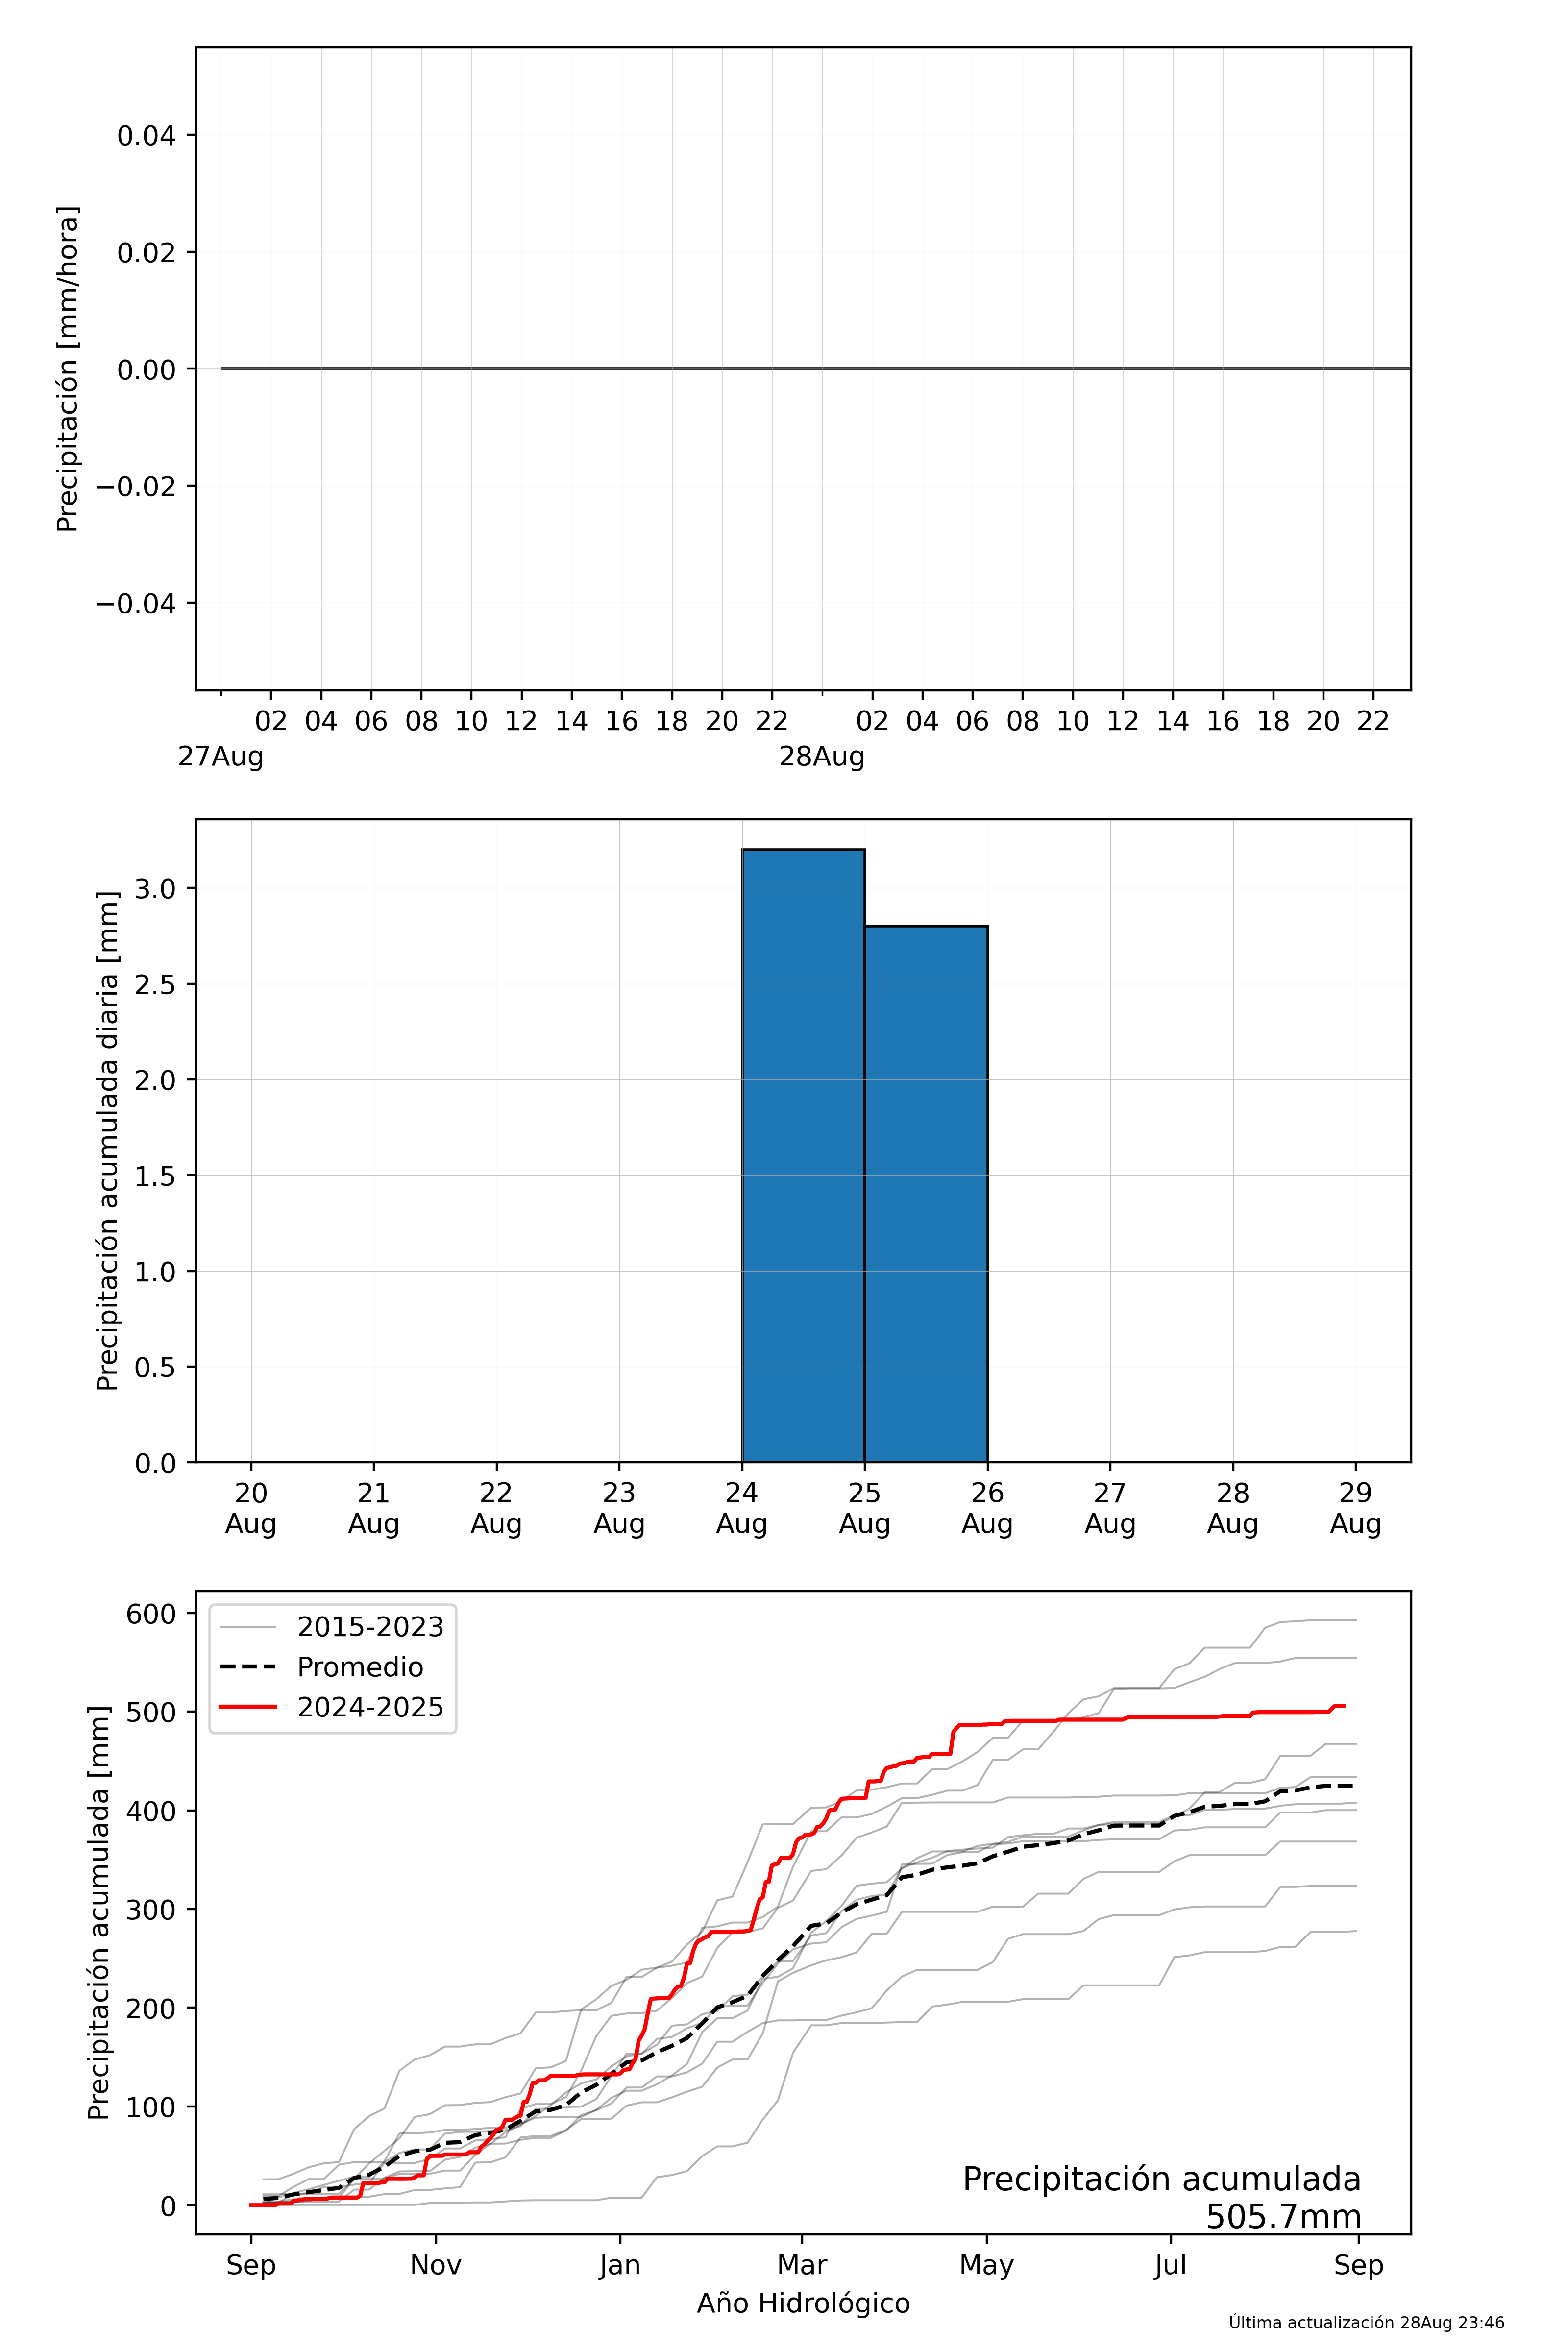 Precipitación [mm/hora]
0.04
0.02
0.00
−0.02
−0.04
02 04 06 08 10 12 14 16 18 20 22 02 04 06 08 10 12 14 16 18 20 22
27Aug 28Aug
Precipitación acumulada diaria [mm]
3.0
2.5
2.0
1.5
1.0
0.5
0.0
20 21 22 23 24 25 26 27 28 29
Aug Aug Aug Aug Aug Aug Aug Aug Aug Aug
Precipitación acumulada [mm]
600
500
400
300
200
100
0
2015-2023
Promedio
2024-2025
Precipitación acumulada
505.7mm
Sep Nov Jan Mar May Jul Sep
Año Hidrológico
Última actualización 28Aug 23:46